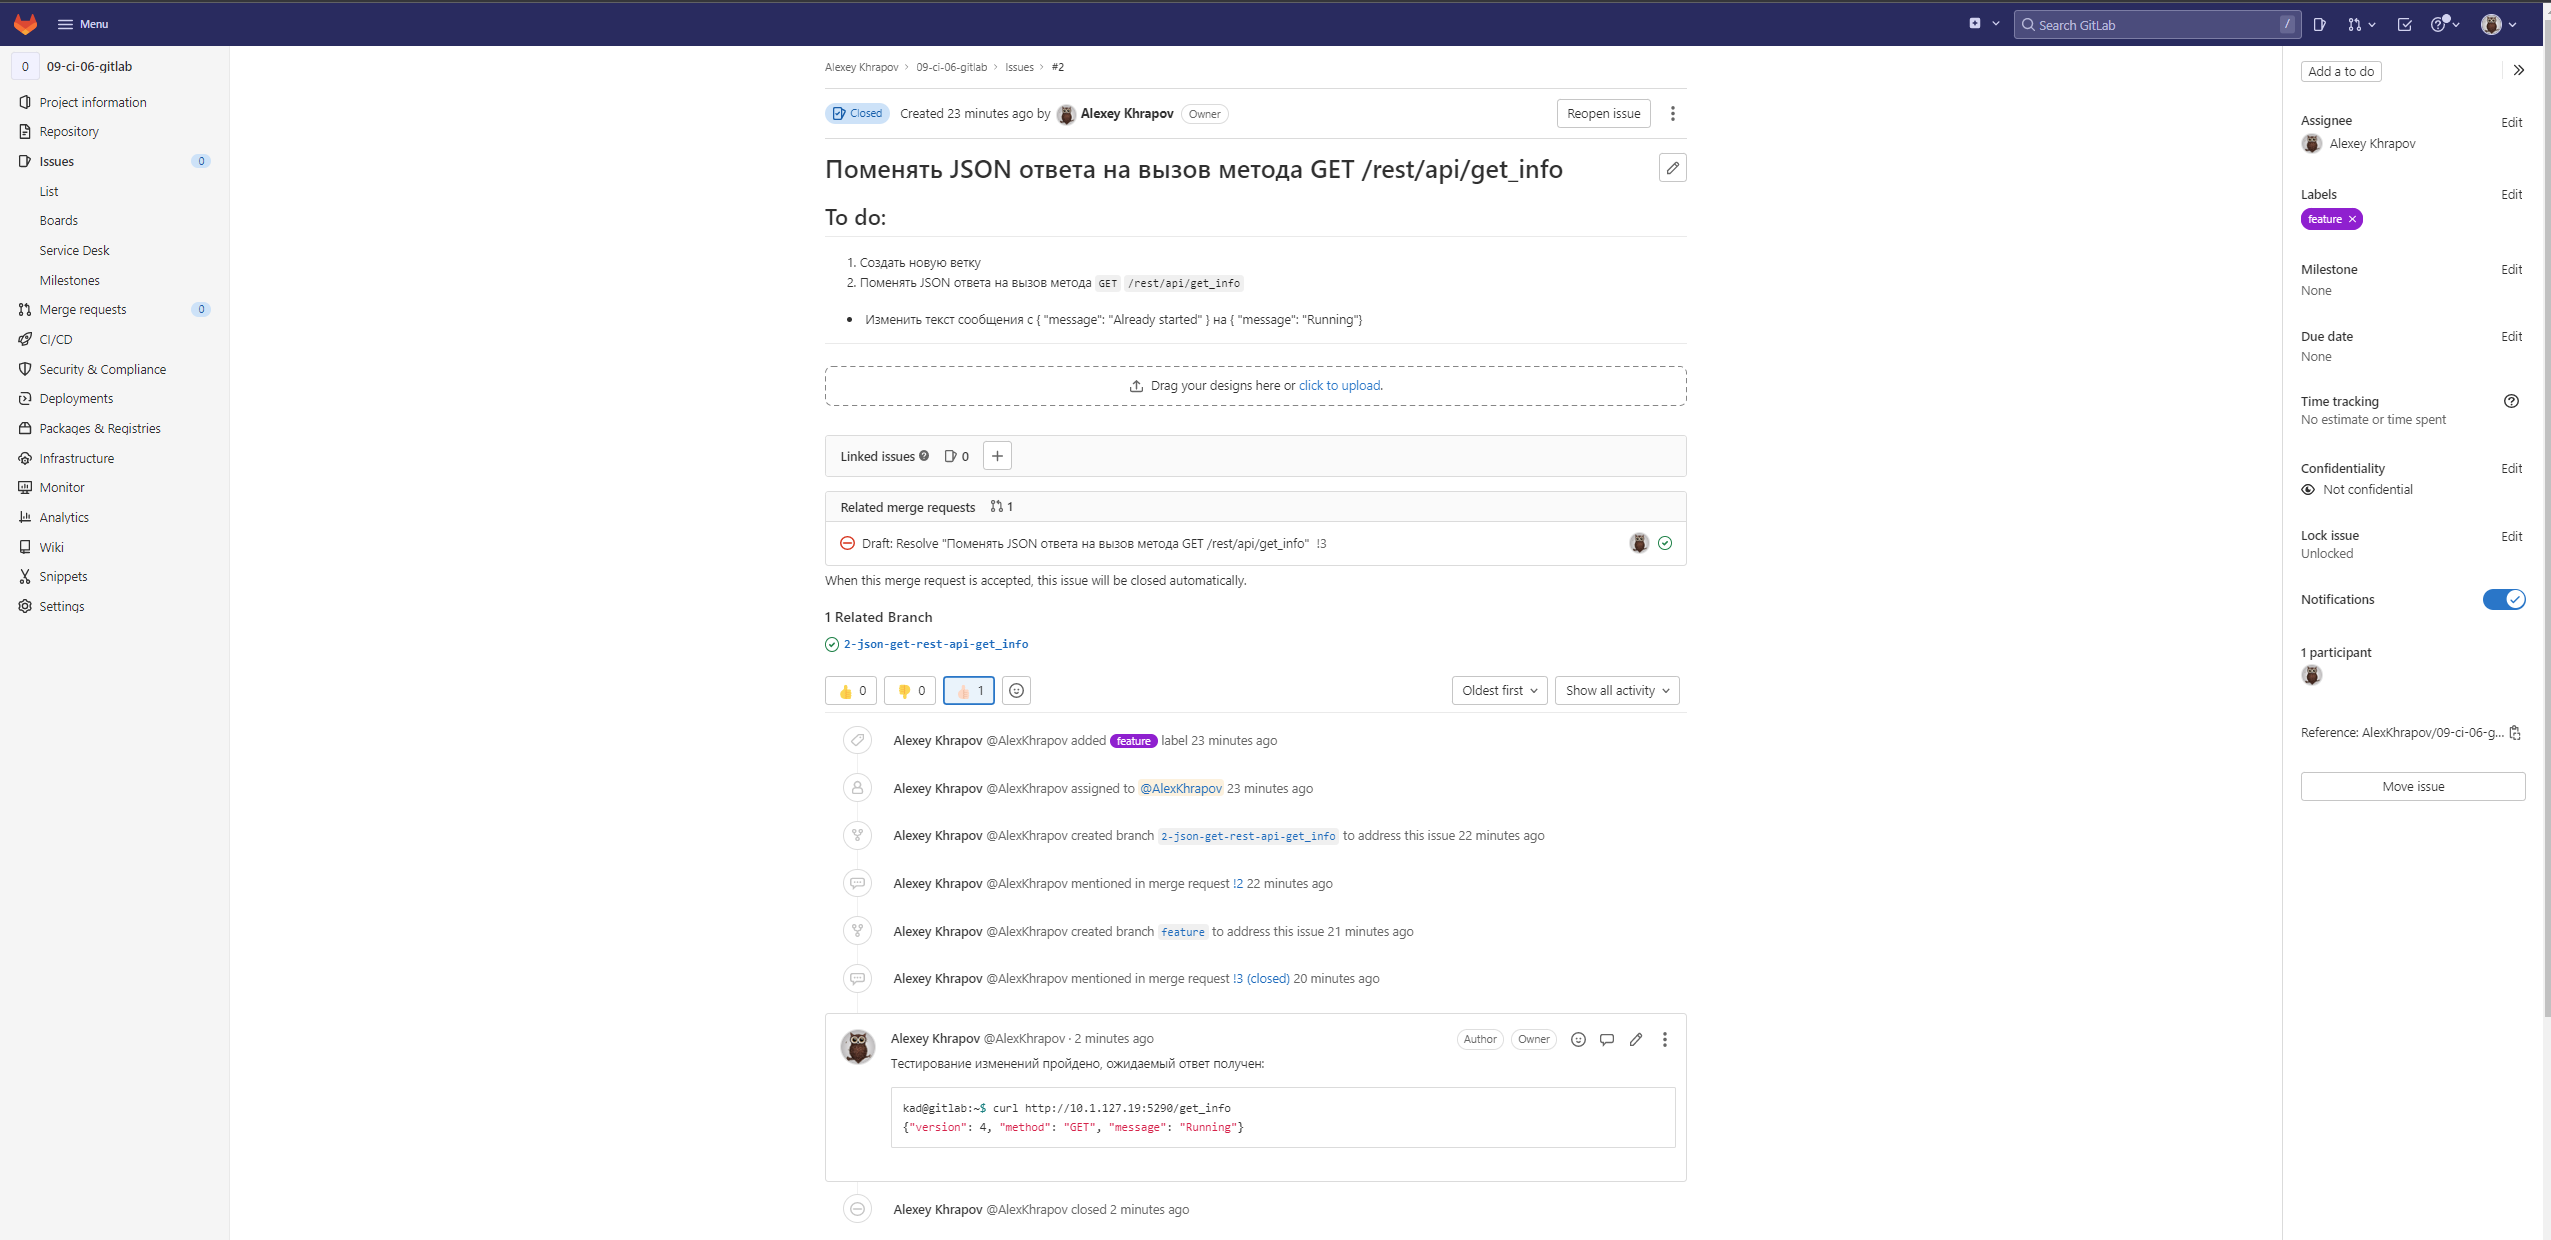 Menu
Search GitLab /
0 09-ci-06-gitlab
Project information
Repository
Issues 0
List
Boards
Service Desk
Milestones
Merge requests 0
CI/CD
Security & Compliance
Deployments
Packages & Registries
Infrastructure
Monitor
Analytics
Wiki
Snippets
Settings
Alexey Khrapov > 09-ci-06-gitlab > Issues > #2
Closed Created 23 minutes ago by Alexey Khrapov Owner
Reopen issue
Поменять JSON ответа на вызов метода GET /rest/api/get_info
To do:
1. Создать новую ветку
2. Поменять JSON ответа на вызов метода GET /rest/api/get_info
• Изменить текст сообщения с { "message": "Already started" } на { "message": "Running"}
Drag your designs here or click to upload.
Linked issues 0
Related merge requests 1
Draft: Resolve "Поменять JSON ответа на вызов метода GET /rest/api/get_info" !3
When this merge request is accepted, this issue will be closed automatically.
1 Related Branch
2-json-get-rest-api-get_info
0 0 1
Oldest first Show all activity
Alexey Khrapov @AlexKhrapov added feature label 23 minutes ago
Alexey Khrapov @AlexKhrapov assigned to @AlexKhrapov 23 minutes ago
Alexey Khrapov @AlexKhrapov created branch 2-json-get-rest-api-get_info to address this issue 22 minutes ago
Alexey Khrapov @AlexKhrapov mentioned in merge request !2 22 minutes ago
Alexey Khrapov @AlexKhrapov created branch feature to address this issue 21 minutes ago
Alexey Khrapov @AlexKhrapov mentioned in merge request !3 (closed) 20 minutes ago
Alexey Khrapov @AlexKhrapov · 2 minutes ago Author Owner
Тестирование изменений пройдено, ожидаемый ответ получен:
kad@gitlab:~$ curl http://10.1.127.19:5290/get_info
{"version": 4, "method": "GET", "message": "Running"}
Alexey Khrapov @AlexKhrapov closed 2 minutes ago
Add a to do
Assignee Edit
Alexey Khrapov
Labels Edit
feature ×
Milestone Edit
None
Due date Edit
None
Time tracking
No estimate or time spent
Confidentiality Edit
Not confidential
Lock issue Edit
Unlocked
Notifications
1 participant
Reference: AlexKhrapov/09-ci-06-g...
Move issue